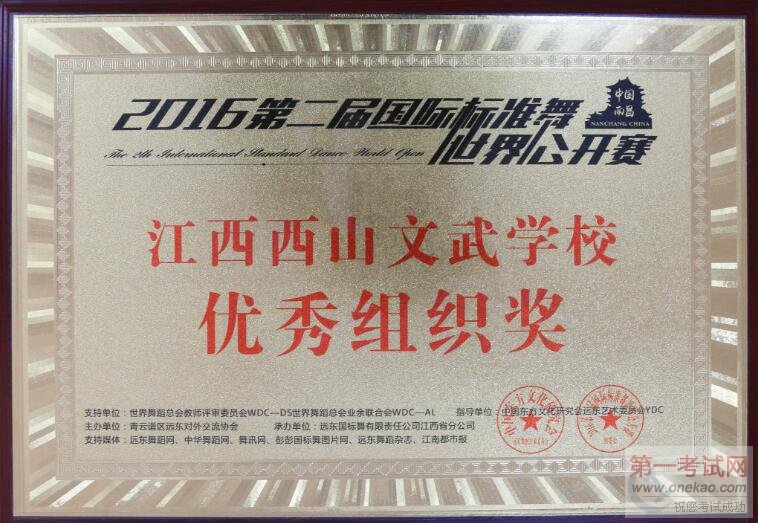 2016第二届国际标准舞
世界公开赛
中国
南昌
NANCHANG CHINA
The 2th International Standard Dance World Open
江西西山文武学校
优秀组织奖
支持单位：世界舞蹈总会教师评审委员会WDC—DS世界舞蹈总会业余联合会WDC—AL 指导单位：中国东方文化研究会远东艺术委员会YDC
主办单位：青云谱区远东对外交流协会 承办单位：远东国标舞有限责任公司江西省分公司
支持媒体：远东舞蹈网、中华舞蹈网、舞讯网、彭彭国标舞图片网、远东舞蹈杂志、江南都市报
第一考试网
www.onekao.com
祝您考试成功